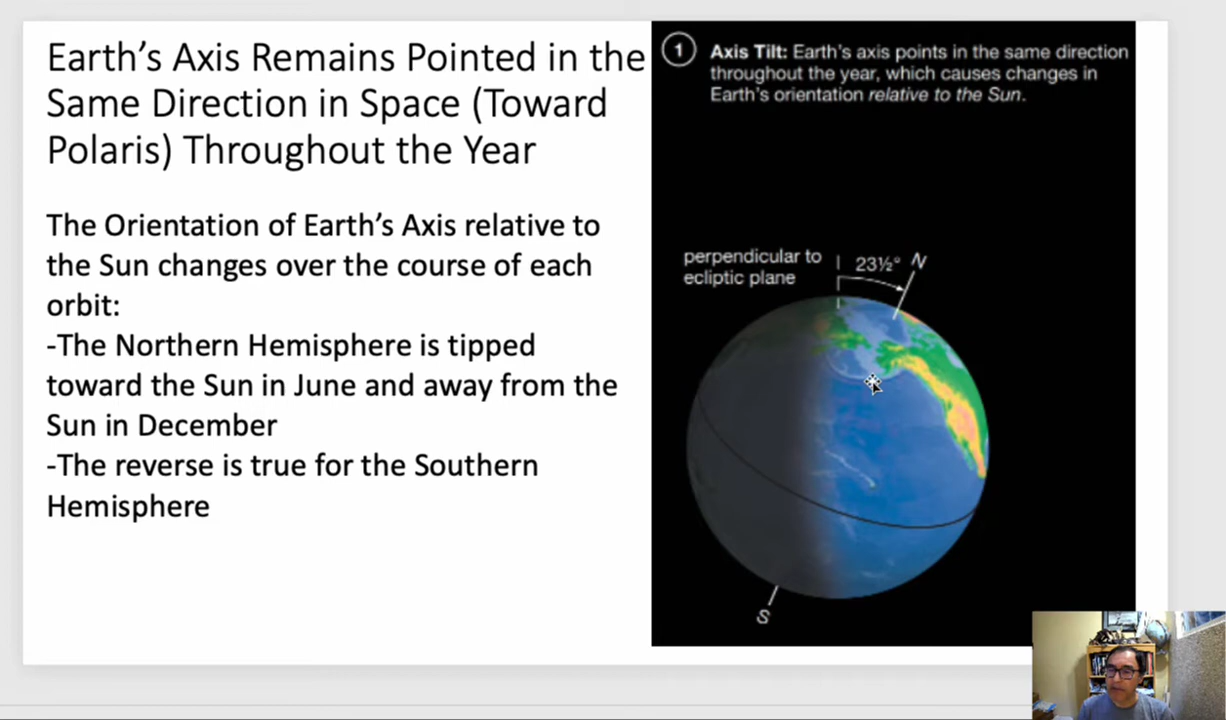 Earth’s Axis Remains Pointed in the
Same Direction in Space (Toward
Polaris) Throughout the Year
The Orientation of Earth’s Axis relative to
the Sun changes over the course of each
orbit:
-The Northern Hemisphere is tipped
toward the Sun in June and away from the
Sun in December
-The reverse is true for the Southern
Hemisphere
1 Axis Tilt: Earth’s axis points in the same direction
throughout the year, which causes changes in
Earth’s orientation relative to the Sun.
perpendicular to
ecliptic plane
23½°
N
S